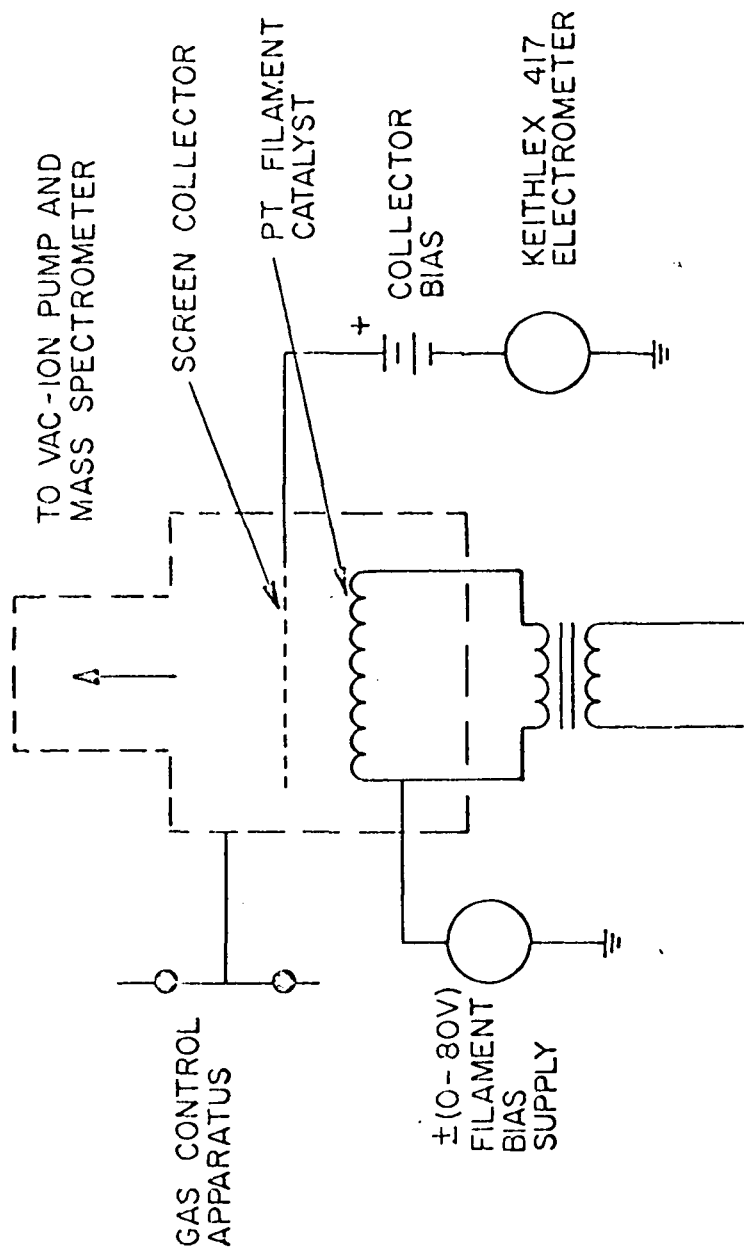 TO VAC-ION PUMP AND
MASS SPECTROMETER
SCREEN COLLECTOR
PT FILAMENT
CATALYST
GAS CONTROL
APPARATUS
+
COLLECTOR
BIAS
±(0-80V)
FILAMENT
BIAS
SUPPLY
KEITHLEX 417
ELECTROMETER